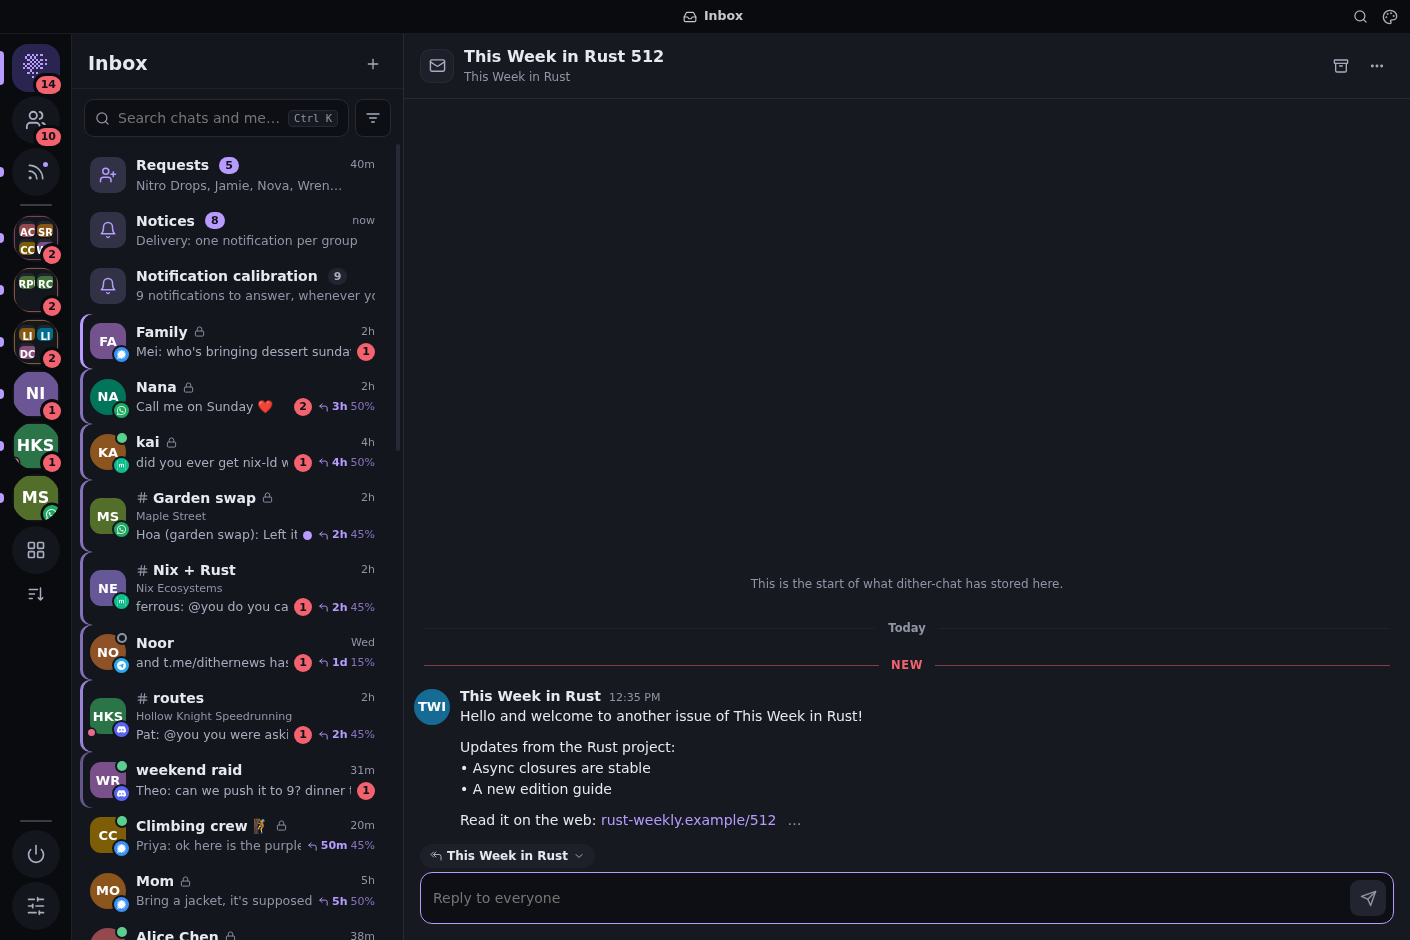 Inbox
14
10
AC SR
CC
2
RP RC
2
LI LI
DC
2
NI
1
HKS
1
MS
Inbox
Search chats and me… Ctrl K
Requests 5 40m
Nitro Drops, Jamie, Nova, Wren…
Notices 8 now
Delivery: one notification per group
Notification calibration 9
9 notifications to answer, whenever yo
FA Family 2h
Mei: who's bringing dessert sunda 1
NA Nana 2h
Call me on Sunday ❤️ 2 3h 50%
KA kai 4h
did you ever get nix-ld w 1 4h 50%
MS # Garden swap 2h
Maple Street
Hoa (garden swap): Left it 2h 45%
NE # Nix + Rust 2h
Nix Ecosystems
ferrous: @you do you ca 1 2h 45%
NO Noor Wed
and t.me/dithernews has 1 1d 15%
HKS # routes 2h
Hollow Knight Speedrunning
Pat: @you you were aski 1 2h 45%
WR weekend raid 31m
Theo: can we push it to 9? dinner 1
CC Climbing crew 🧗 20m
Priya: ok here is the purple 50m 45%
MO Mom 5h
Bring a jacket, it's supposed 5h 50%
Alice Chen 38m
This Week in Rust 512
This Week in Rust
This is the start of what dither-chat has stored here.
Today
NEW
TWI This Week in Rust 12:35 PM
Hello and welcome to another issue of This Week in Rust!
Updates from the Rust project:
• Async closures are stable
• A new edition guide
Read it on the web: rust-weekly.example/512 …
This Week in Rust
Reply to everyone